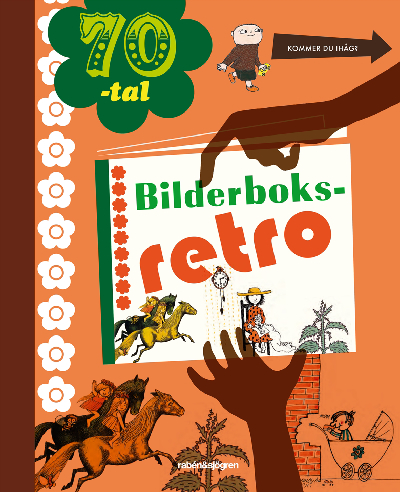 70
-tal
KOMMER DU IHÅG?
Bilderboks-
retro
rabén&sjögren